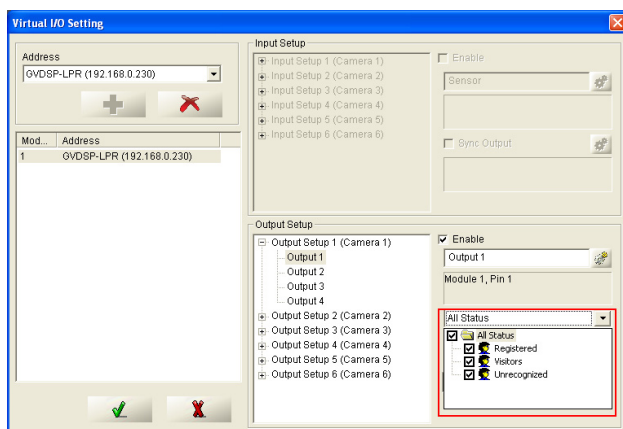 Virtual I/O Setting
Address
GVDSP-LPR (192.168.0.230)
Mod... Address
1 GVDSP-LPR (192.168.0.230)
Input Setup
Input Setup 1 (Camera 1)
Input Setup 2 (Camera 2)
Input Setup 3 (Camera 3)
Input Setup 4 (Camera 4)
Input Setup 5 (Camera 5)
Input Setup 6 (Camera 6)
Enable
Sensor
Sync Output
Output Setup
Output Setup 1 (Camera 1)
Output 1
Output 2
Output 3
Output 4
Output Setup 2 (Camera 2)
Output Setup 3 (Camera 3)
Output Setup 4 (Camera 4)
Output Setup 5 (Camera 5)
Output Setup 6 (Camera 6)
Enable
Output 1
Module 1, Pin 1
All Status
All Status
Registered
Visitors
Unrecognized